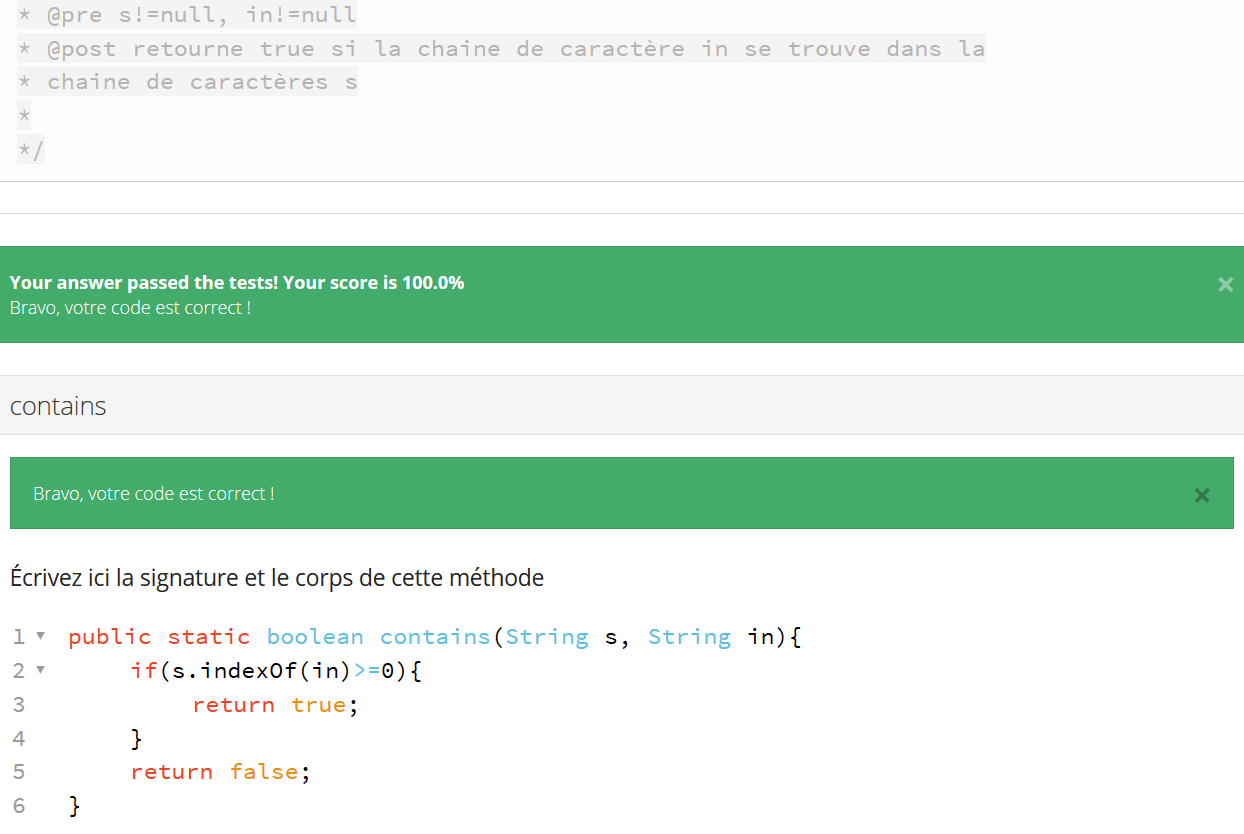 * @pre s!=null, in!=null
* @post retourne true si la chaine de caractère in se trouve dans la
* chaine de caractères s
*
*/
Your answer passed the tests! Your score is 100.0%
×
Bravo, votre code est correct !
contains
Bravo, votre code est correct !
×
Écrivez ici la signature et le corps de cette méthode
1 ▾ public static boolean contains(String s, String in){
2 ▾     if(s.indexOf(in)>=0){
3             return true;
4         }
5         return false;
6     }